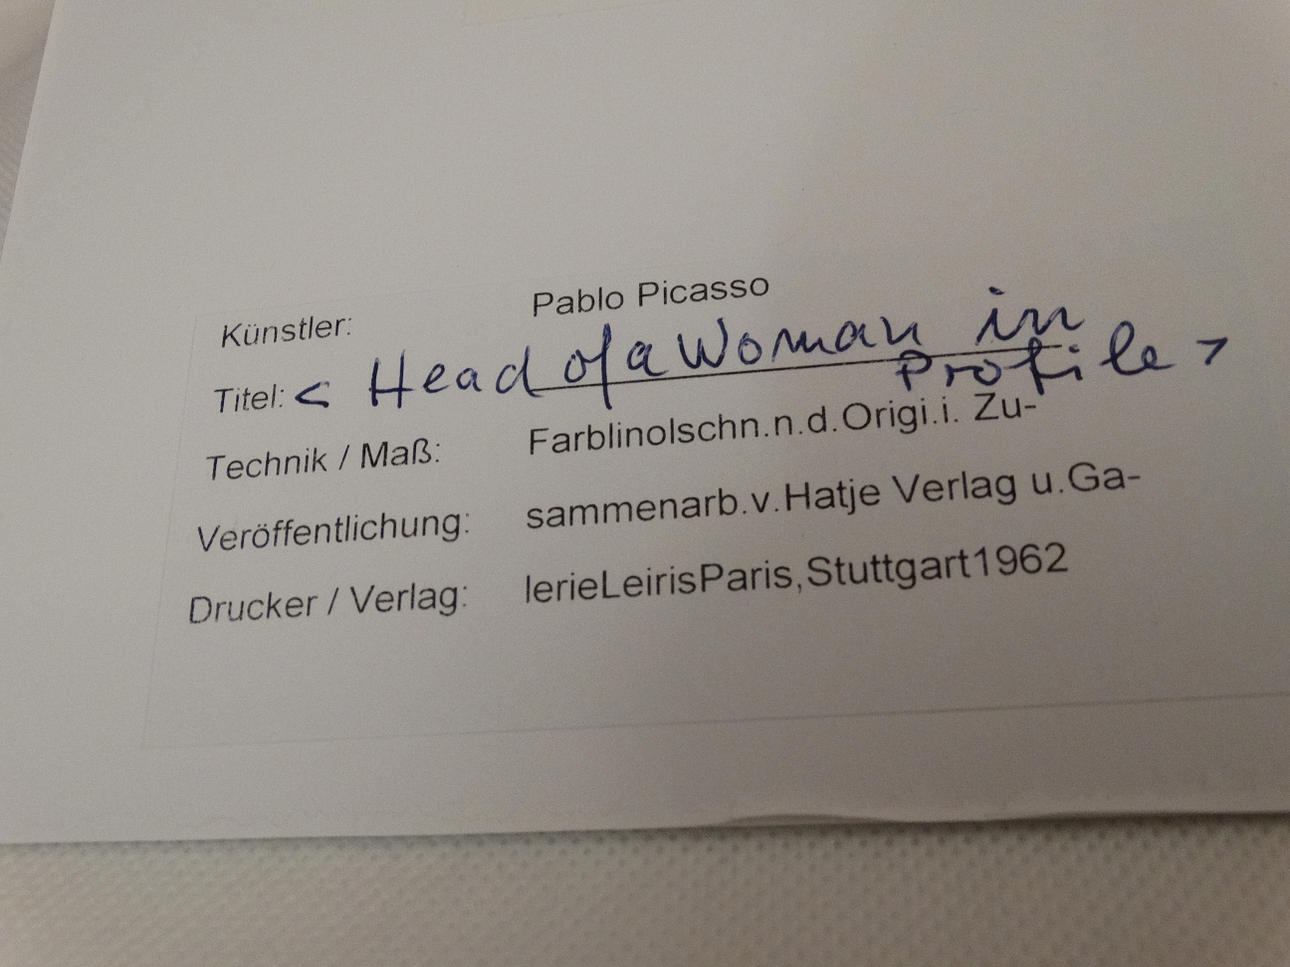 Künstler: Pablo Picasso
Titel: < Head of a Woman in
Profile >
Technik / Maß: Farblinolschn.n.d.Origi.i. Zu-
Veröffentlichung: sammenarb.v.Hatje Verlag u.Ga-
Drucker / Verlag: lerieLeirisParis,Stuttgart1962